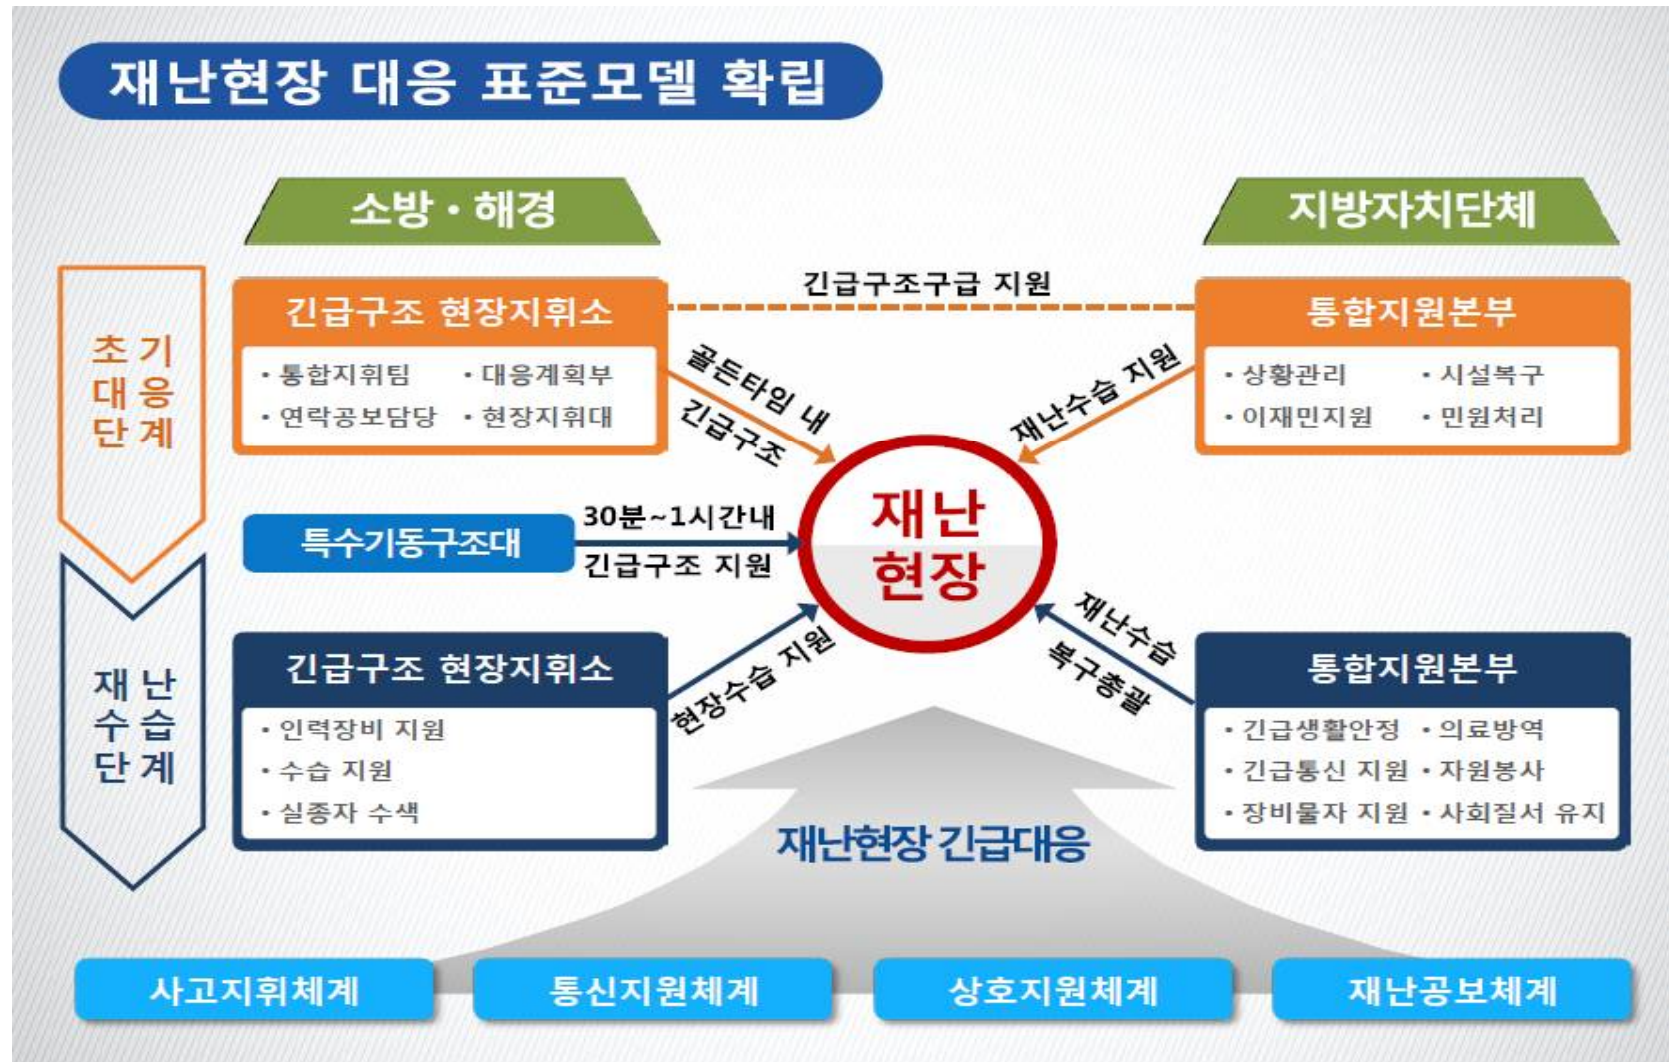 재난현장 대응 표준모델 확립
소방・해경
지방자치단체
초 기
대 응
단 계
긴급구조 현장지휘소
• 통합지휘팀 • 대응계획부
• 연락공보담당 • 현장지휘대
긴급구조구급 지원
통합지원본부
• 상황관리 • 시설복구
• 이재민지원 • 민원처리
골든타임 내
긴급구조
재난수습 지원
특수기동구조대
30분~1시간내
긴급구조 지원
재난
현장
재 난
수 습
단 계
긴급구조 현장지휘소
• 인력장비 지원
• 수습 지원
• 실종자 수색
현장수습 지원
재난수습
복구총괄
통합지원본부
• 긴급생활안정 • 의료방역
• 긴급통신 지원 • 자원봉사
• 장비물자 지원 • 사회질서 유지
재난현장 긴급대응
사고지휘체계
통신지원체계
상호지원체계
재난공보체계